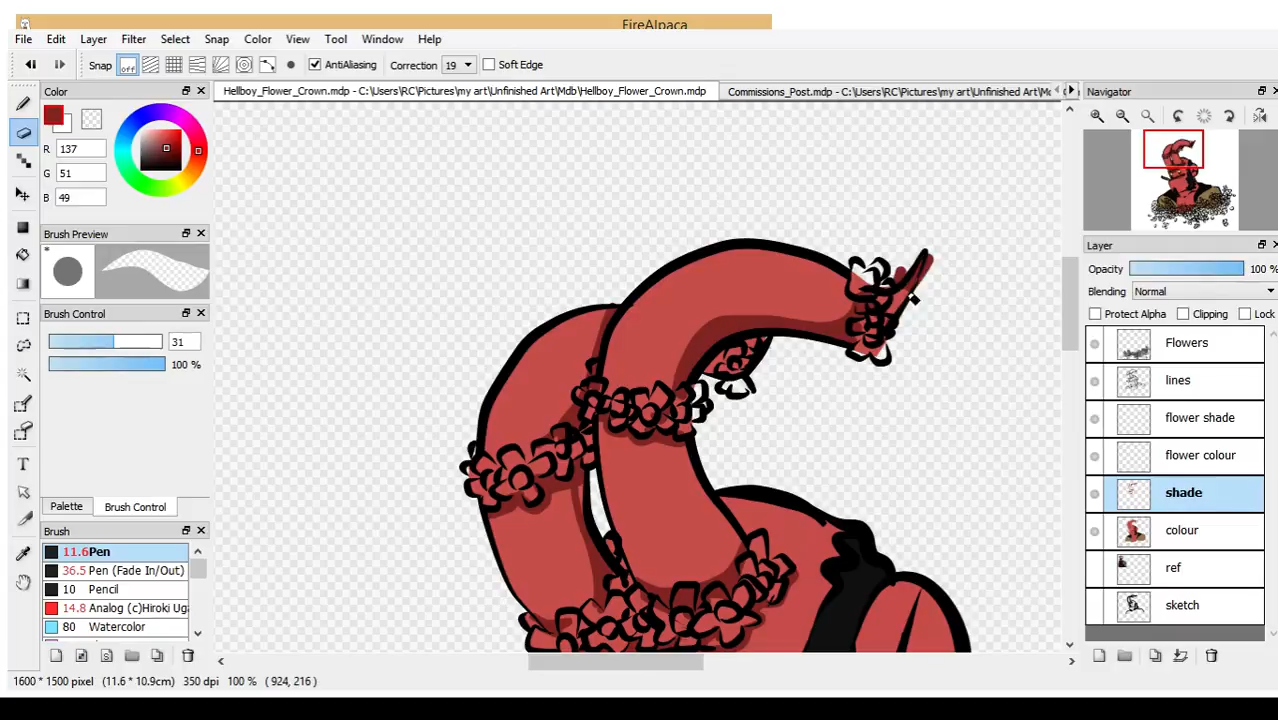 FireAlpaca
File Edit Layer Filter Select Snap Color View Tool Window Help
Snap off AntiAliasing Correction 19 Soft Edge
Color
Hellboy_Flower_Crown.mdp - C:\Users\RC\Pictures\my art\Unfinished Art\Mdb\Hellboy_Flower_Crown.mdp
Commissions_Post.mdp - C:\Users\RC\Pictures\my art\Unfinished Art\M
Navigator
R 137
G 51
B 49
Brush Preview
*
Brush Control
31
100 %
Palette Brush Control
Brush
11.6 Pen
36.5 Pen (Fade In/Out)
10 Pencil
14.8 Analog (c)Hiroki Ug
80 Watercolor
Layer
Opacity 100 %
Blending Normal
Protect Alpha Clipping Lock
Flowers
lines
flower shade
flower colour
shade
colour
ref
sketch
1600 * 1500 pixel (11.6 * 10.9cm) 350 dpi 100 % ( 924, 216 )